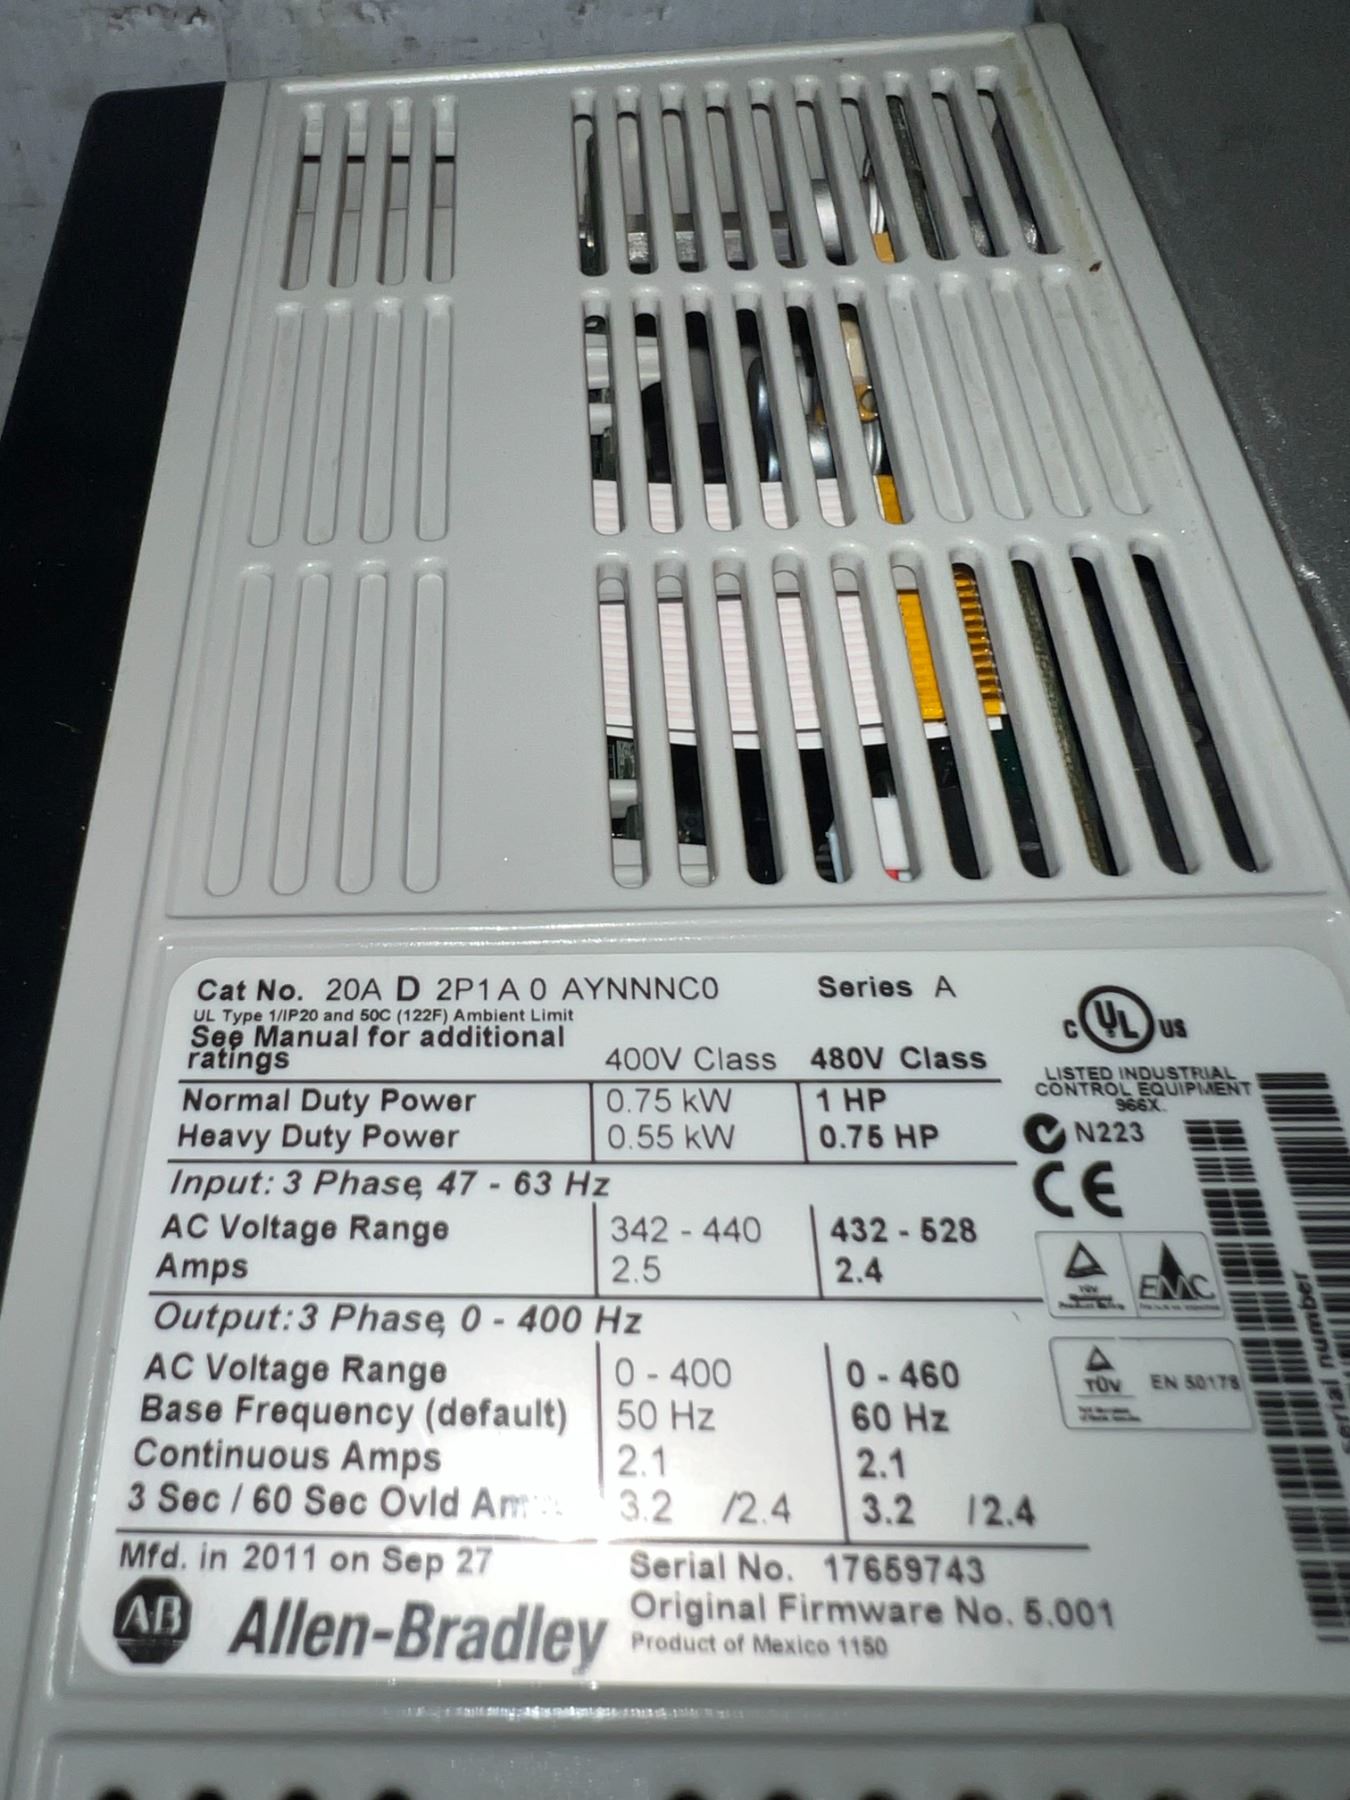 Cat No. 20A D 2P1A 0 AYNNNC0 Series A
UL Type 1/IP20 and 50C (122F) Ambient Limit
See Manual for additional
ratings 400V Class 480V Class
Normal Duty Power 0.75 kW 1 HP
Heavy Duty Power 0.55 kW 0.75 HP
Input: 3 Phase, 47 - 63 Hz
AC Voltage Range 342 - 440 432 - 528
Amps 2.5 2.4
Output: 3 Phase, 0 - 400 Hz
AC Voltage Range 0 - 400 0 - 460
Base Frequency (default) 50 Hz 60 Hz
Continuous Amps 2.1 2.1
3 Sec / 60 Sec Ovld 3.2 /2.4 3.2 /2.4
Mfd. in 2011 on Sep 27 Serial No. 17659743
Original Firmware No. 5.001
AB Allen-Bradley Product of Mexico 1150
C UL US
LISTED INDUSTRIAL
CONTROL EQUIPMENT
966X
N223
CE
TÜV EMC
TÜV EN 50178
serial number